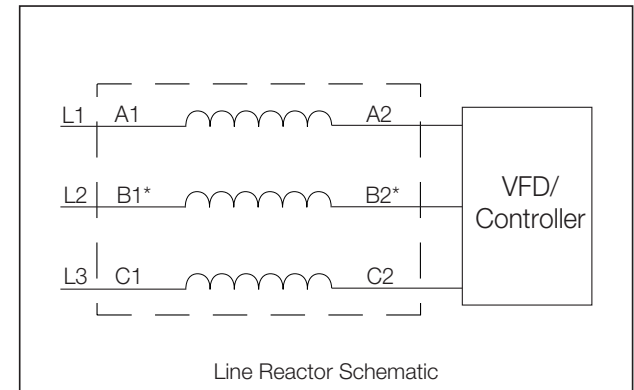 L1 A1 A2
L2 B1* B2*
VFD/
Controller
L3 C1 C2
Line Reactor Schematic